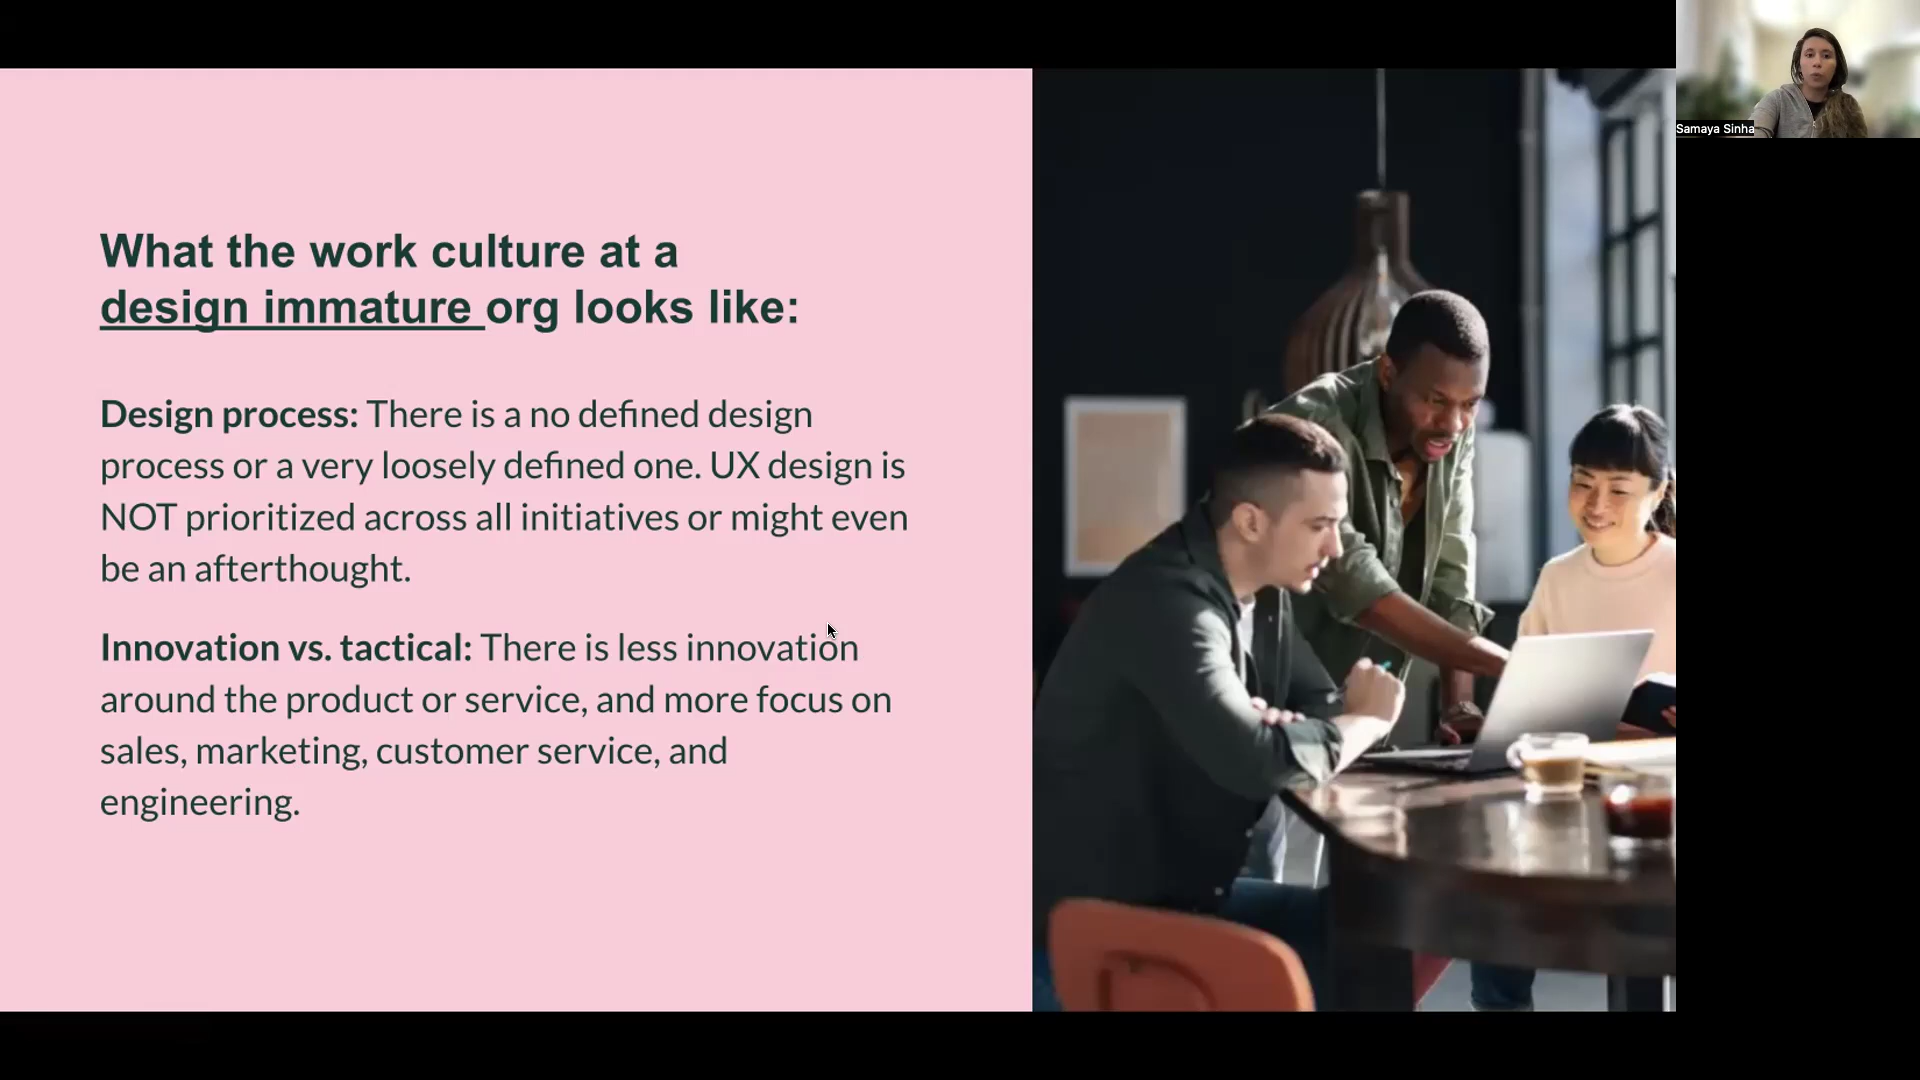 What the work culture at a
design immature org looks like:
Design process: There is a no defined design
process or a very loosely defined one. UX design is
NOT prioritized across all initiatives or might even
be an afterthought.
Innovation vs. tactical: There is less innovation
around the product or service, and more focus on
sales, marketing, customer service, and
engineering.
Samaya Sinha